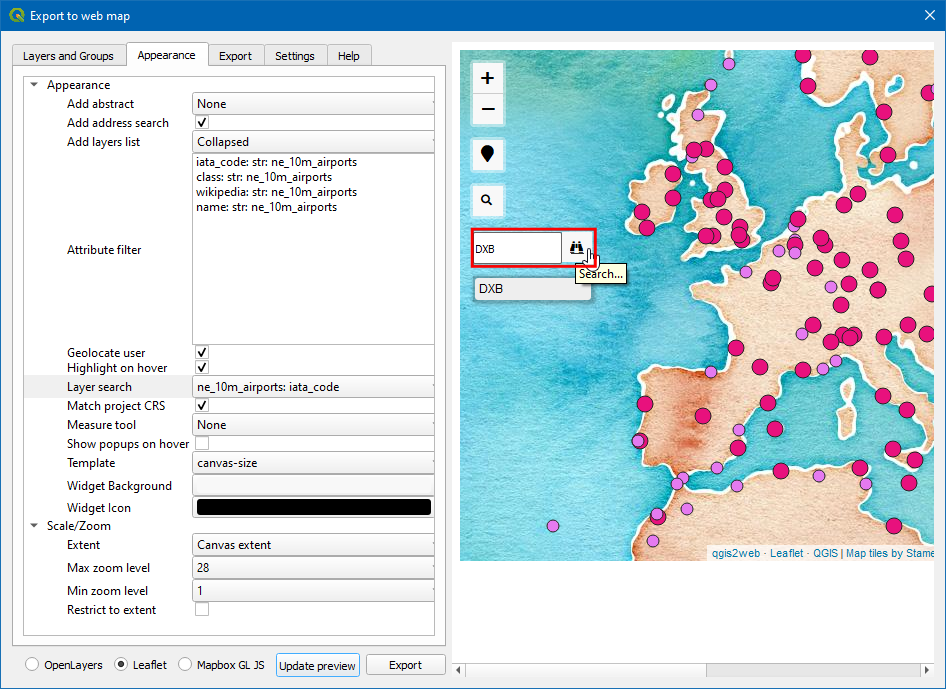 Export to web map
Layers and Groups
Appearance
Export
Settings
Help
Appearance
Add abstract
None
Add address search
Add layers list
Collapsed
Attribute filter
iata_code: str: ne_10m_airports
class: str: ne_10m_airports
wikipedia: str: ne_10m_airports
name: str: ne_10m_airports
Geolocate user
Highlight on hover
Layer search
ne_10m_airports: iata_code
Match project CRS
Measure tool
None
Show popups on hover
Template
canvas-size
Widget Background
Widget Icon
Scale/Zoom
Extent
Canvas extent
Max zoom level
28
Min zoom level
1
Restrict to extent
OpenLayers
Leaflet
Mapbox GL JS
Update preview
Export
+
−
DXB
Search...
DXB
qgis2web · Leaflet · QGIS | Map tiles by Stame